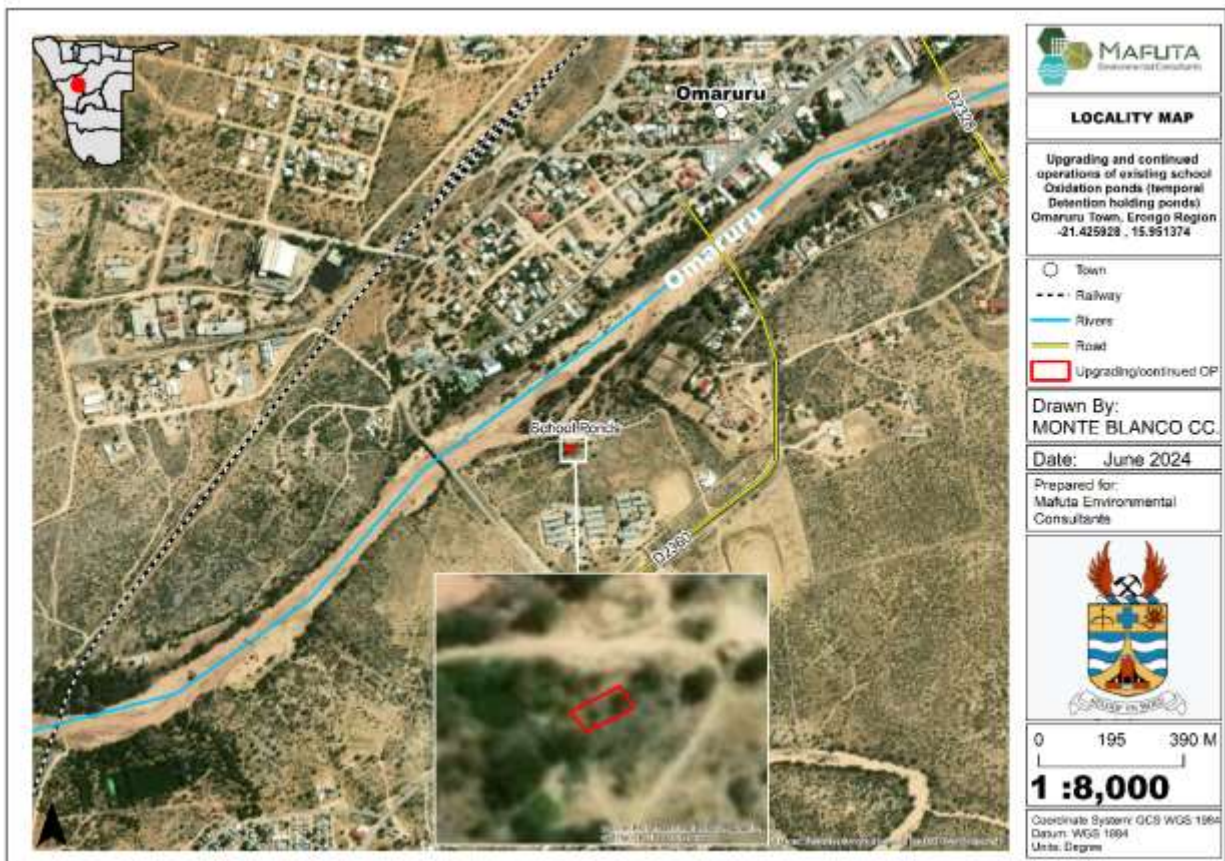 Omaruru
D2328
Omaruru
School Ponds
D2360
MAFUTA
Environmental Consultants
LOCALITY MAP
Upgrading and continued
operations of existing school
Oxidation ponds (temporal
Detention holding ponds)
Omaruru Town, Erongo Region
-21.425928 , 15.951374
Town
Railway
Rivers
Road
Upgrading/continued OP
Drawn By:
MONTE BLANCO CC.
Date: June 2024
Prepared for:
Mafuta Environmental
Consultants
0 195 390 M
1 :8,000
Coordinate System: GCS WGS 1984
Datum: WGS 1984
Units: Degree